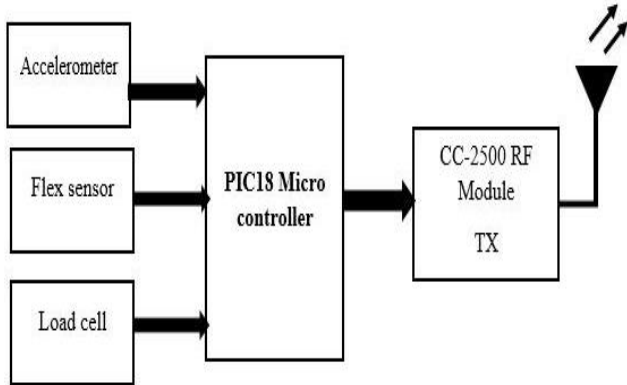 Accelerometer
Flex sensor
Load cell
PIC18 Micro
controller
CC-2500 RF
Module
TX